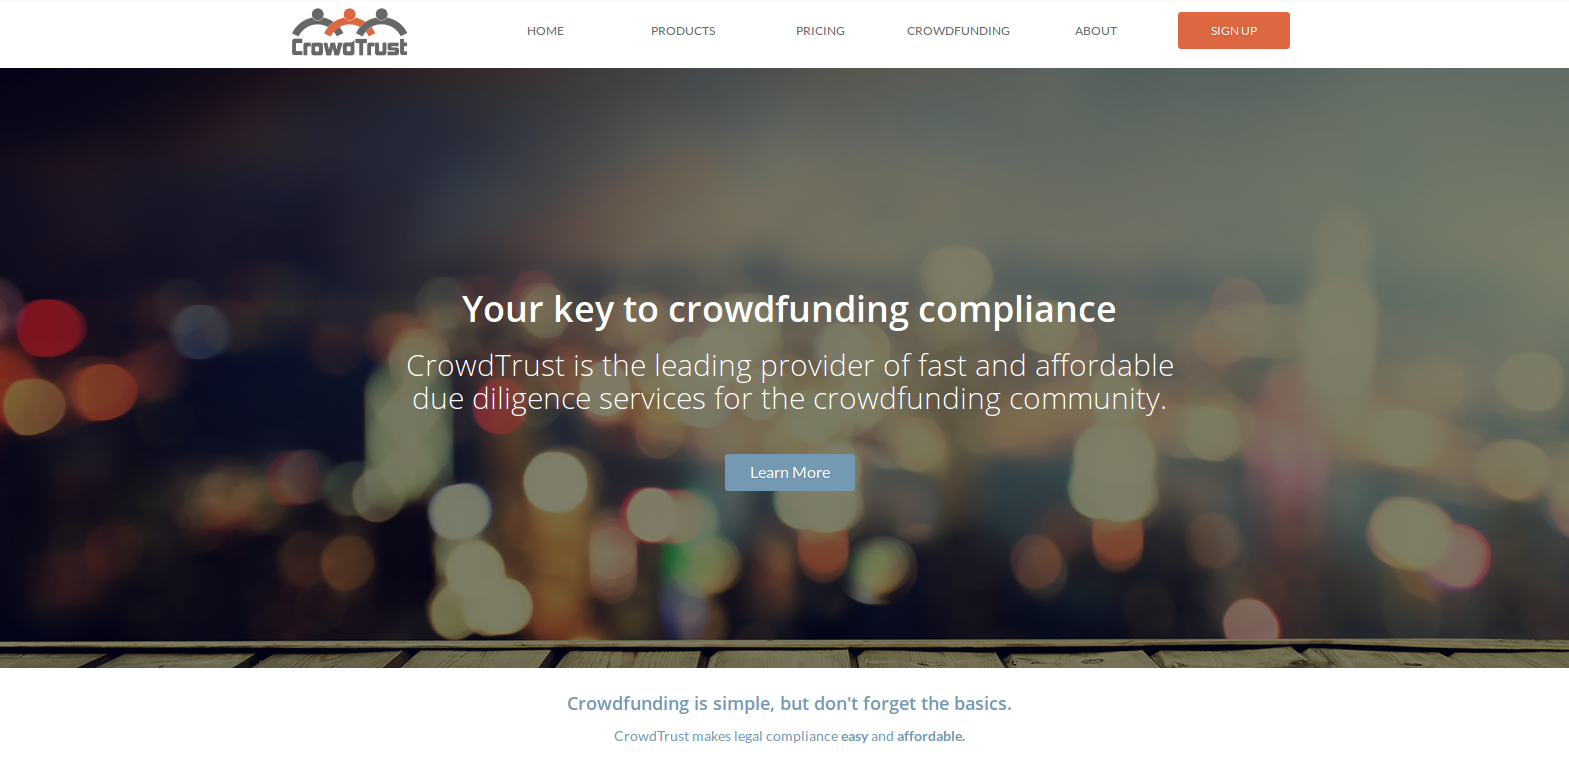 CrowdTrust
HOME
PRODUCTS
PRICING
CROWDFUNDING
ABOUT
SIGN UP
Your key to crowdfunding compliance
CrowdTrust is the leading provider of fast and affordable
due diligence services for the crowdfunding community.
Learn More
Crowdfunding is simple, but don't forget the basics.
CrowdTrust makes legal compliance easy and affordable.